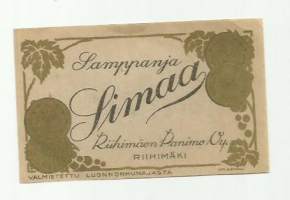 Samppanja
Simaa
Riihimäen Panimo Oy.
RIIHIMÄKI
VALMISTETTU LUONNONHUNAJASTA